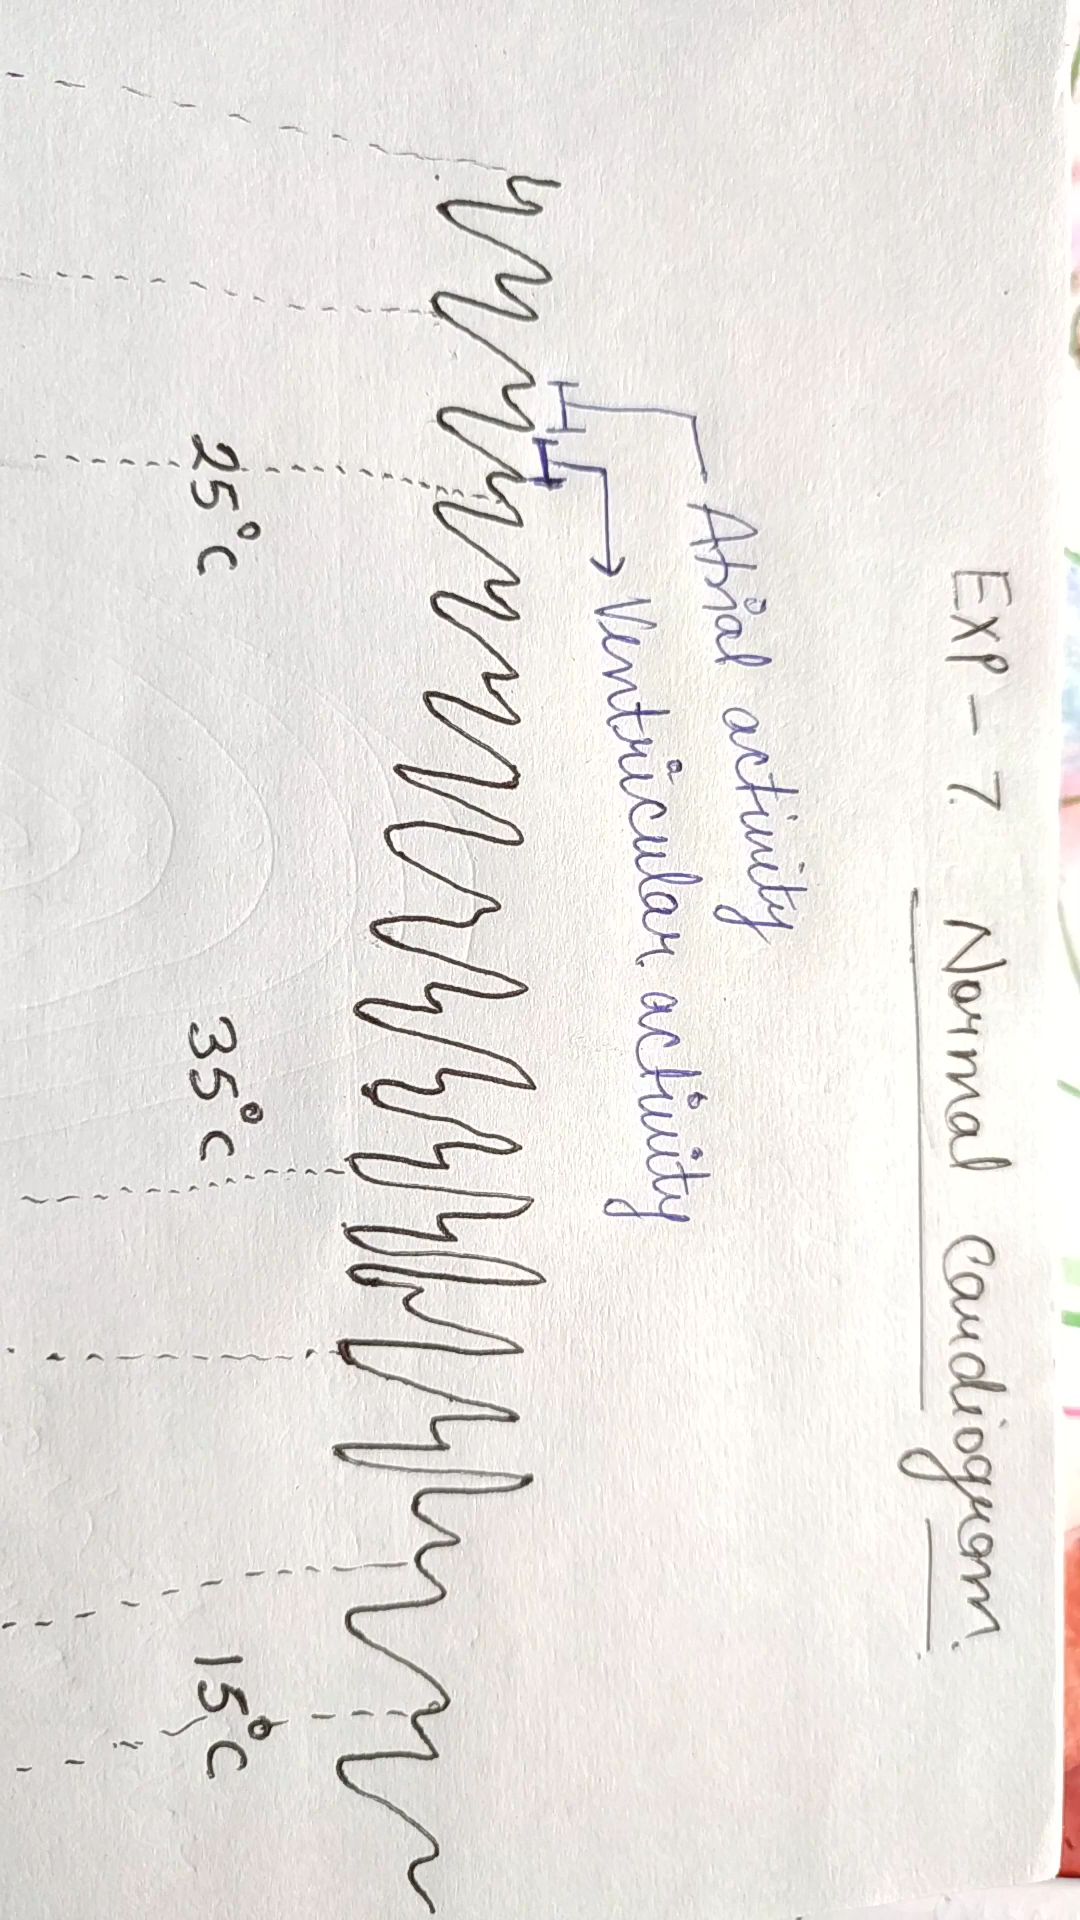 EXP - 7. Normal Cardiogram.
Atrial activity
Ventricular activity
25°C
35°C
15°C